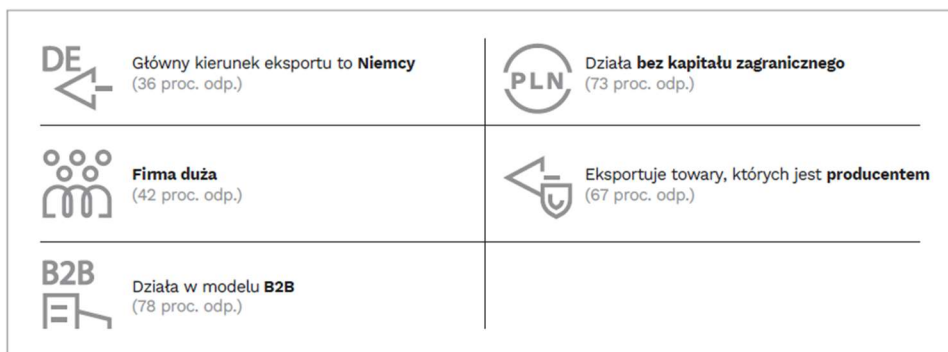 DE
Główny kierunek eksportu to Niemcy
(36 proc. odp.)
PLN
Działa bez kapitału zagranicznego
(73 proc. odp.)
Firma duża
(42 proc. odp.)
Eksportuje towary, których jest producentem
(67 proc. odp.)
B2B
Działa w modelu B2B
(78 proc. odp.)